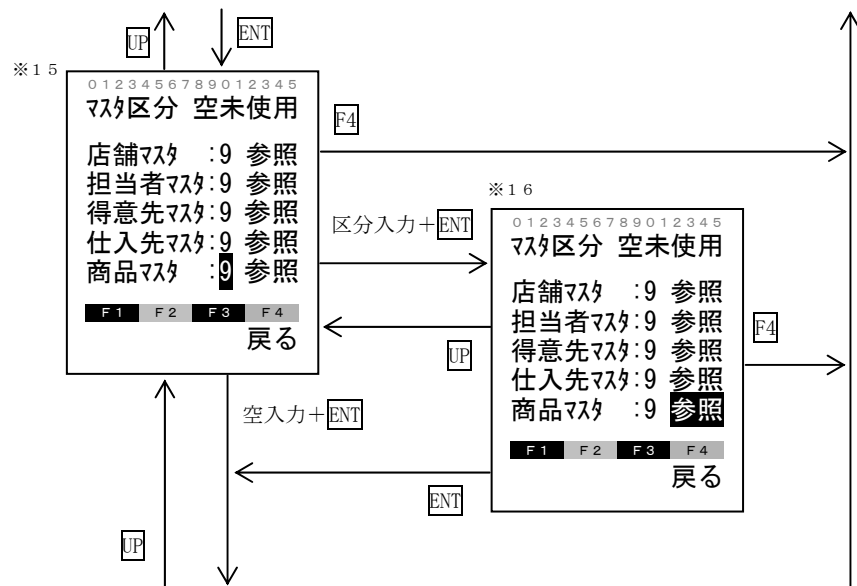 UP
ENT
※15
0123456789012345
ﾏｽﾀ区分 空未使用
店舗ﾏｽﾀ :9 参照
担当者ﾏｽﾀ:9 参照
得意先ﾏｽﾀ:9 参照
仕入先ﾏｽﾀ:9 参照
商品ﾏｽﾀ :9 参照
F1 F2 F3 F4
戻る
F4
区分入力＋ENT
UP
※16
0123456789012345
ﾏｽﾀ区分 空未使用
店舗ﾏｽﾀ :9 参照
担当者ﾏｽﾀ:9 参照
得意先ﾏｽﾀ:9 参照
仕入先ﾏｽﾀ:9 参照
商品ﾏｽﾀ :9 参照
F1 F2 F3 F4
戻る
F4
空入力＋ENT
ENT
UP